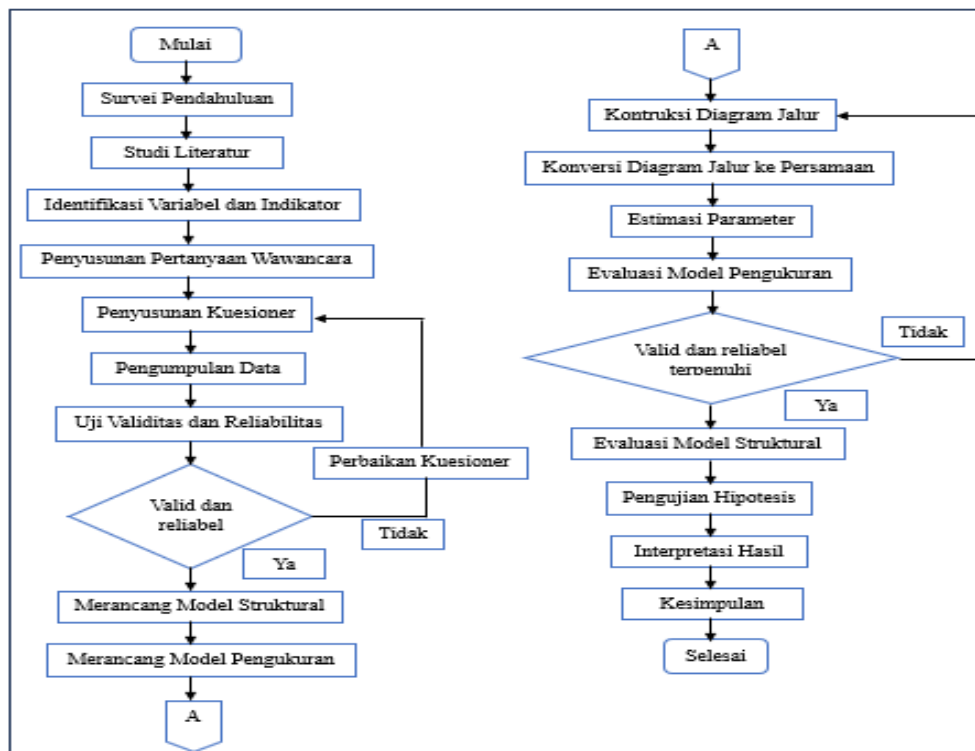 Mulai
Survei Pendahuluan
Studi Literatur
Identifikasi Variabel dan Indikator
Penyusunan Pertanyaan Wawancara
Penyusunan Kuesioner
Pengumpulan Data
Uji Validitas dan Reliabilitas
Perbaikan Kuesioner
Valid dan
reliabel
Tidak
Ya
Merancang Model Struktural
Merancang Model Pengukuran
A
A
Kontruksi Diagram Jalur
Konversi Diagram Jalur ke Persamaan
Estimasi Parameter
Evaluasi Model Pengukuran
Valid dan reliabel
terpenuhi
Tidak
Ya
Evaluasi Model Struktural
Pengujian Hipotesis
Interpretasi Hasil
Kesimpulan
Selesai